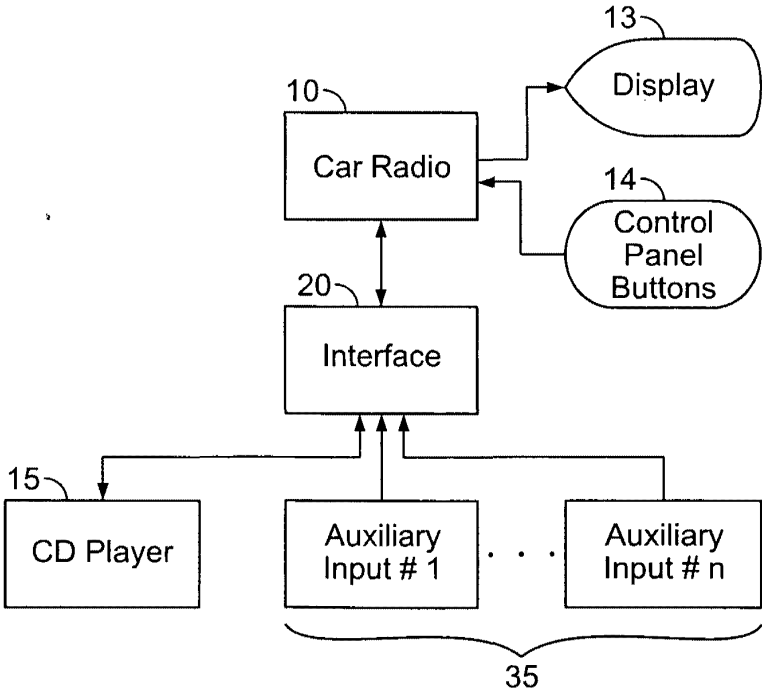 13
Display
10
Car Radio
14
Control
Panel
Buttons
20
Interface
15
CD Player
Auxiliary
Input # 1
. . .
Auxiliary
Input # n
35